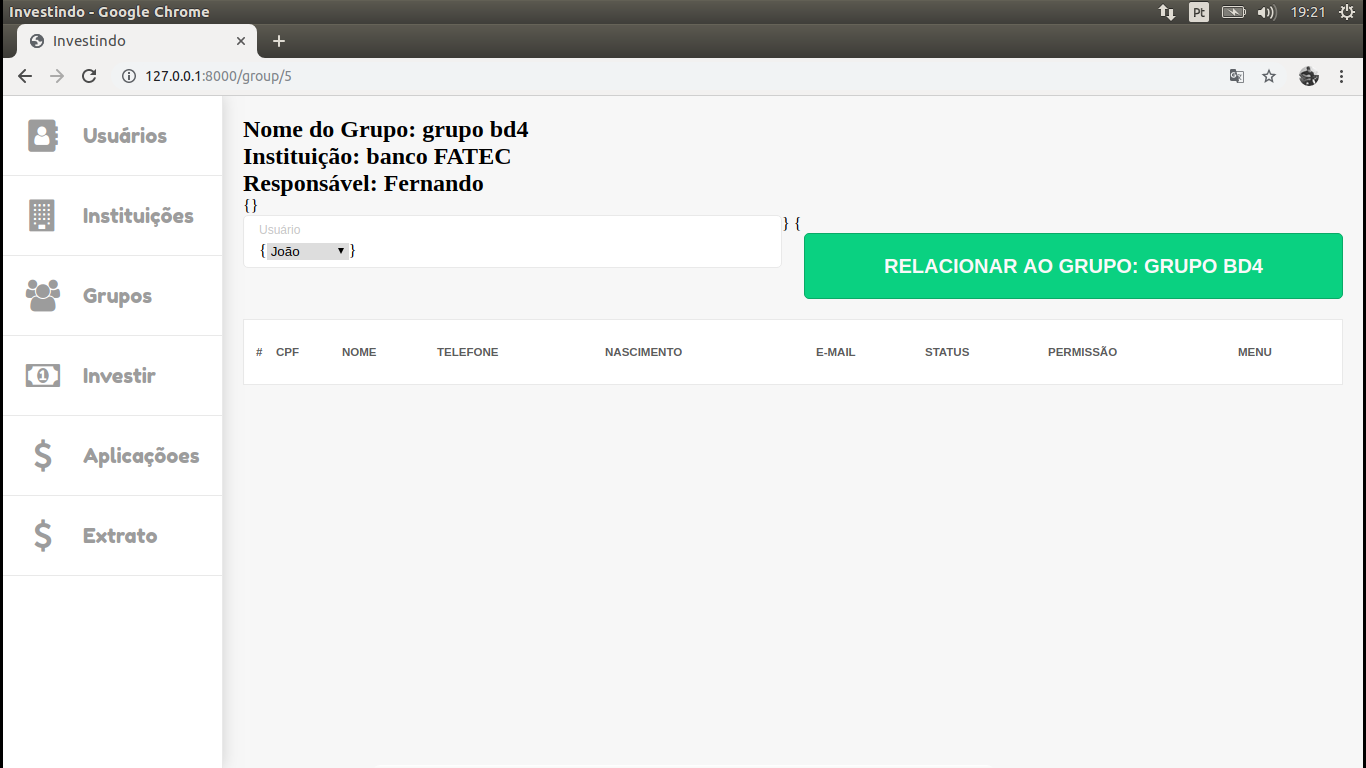 Investindo - Google Chrome
Pt
19:21
Investindo
127.0.0.1:8000/group/5
Usuários
Instituições
Grupos
Investir
Aplicaçõoes
Extrato
Nome do Grupo: grupo bd4
Instituição: banco FATEC
Responsável: Fernando
{}
Usuário
{João}
} {
RELACIONAR AO GRUPO: GRUPO BD4
# CPF NOME TELEFONE NASCIMENTO E-MAIL STATUS PERMISSÃO MENU